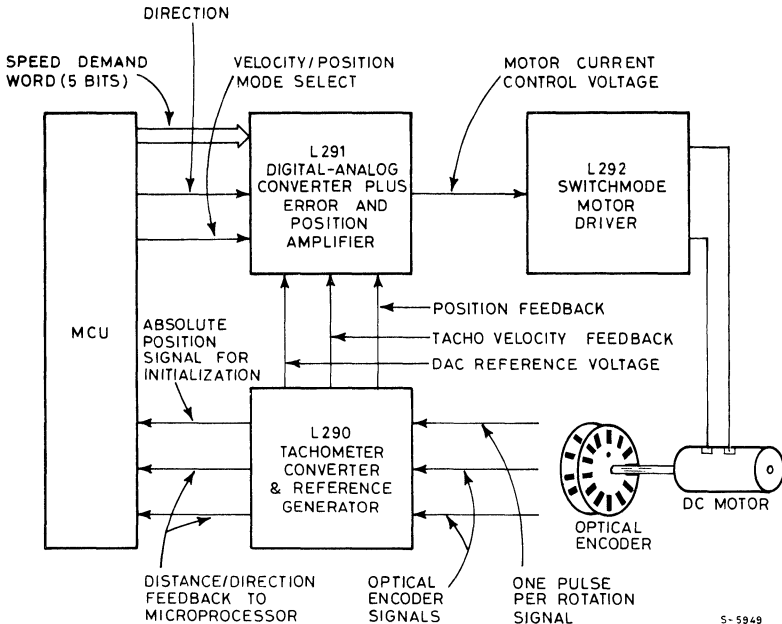 DIRECTION
SPEED DEMAND
WORD (5 BITS)
VELOCITY/POSITION
MODE SELECT
MOTOR CURRENT
CONTROL VOLTAGE
L291
DIGITAL-ANALOG
CONVERTER PLUS
ERROR AND
POSITION
AMPLIFIER
L292
SWITCHMODE
MOTOR
DRIVER
MCU
POSITION FEEDBACK
TACHO VELOCITY FEEDBACK
DAC REFERENCE VOLTAGE
ABSOLUTE
POSITION
SIGNAL FOR
INITIALIZATION
L290
TACHOMETER
CONVERTER
& REFERENCE
GENERATOR
DC MOTOR
OPTICAL
ENCODER
DISTANCE/DIRECTION
FEEDBACK TO
MICROPROCESSOR
OPTICAL
ENCODER
SIGNALS
ONE PULSE
PER ROTATION
SIGNAL
S-5949